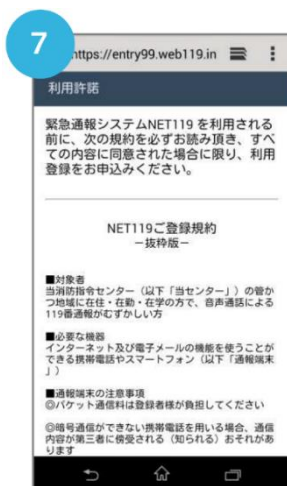 7
https://entry99.web119.in
利用許諾
緊急通報システムNET119 を利用される
前に、次の規約を必ずお読み頂き、すべ
ての内容に同意された場合に限り、利用
登録をお申込みください。
NET119ご登録規約
－抜粋版－
■対象者
当消防指令センター（以下「当センター」）の管か
つ地域に在住・在勤・在学の方で、音声通話による
119番通報がむずかしい方
■必要な機器
インターネット及び電子メールの機能を使うことが
できる携帯電話やスマートフォン（以下「通報端末
」）
■通報端末の注意事項
◎パケット通信料は登録者様が負担してください
◎暗号通信ができない携帯電話を用いる場合、通信
内容が第三者に傍受される（知られる）おそれがあ
ります